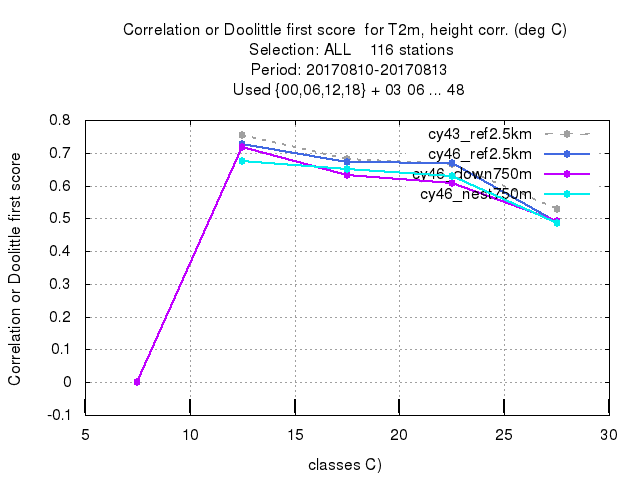 Correlation or Doolittle first score  for T2m, height corr. (deg C)
Selection: ALL    116 stations
Period: 20170810-20170813
Used {00,06,12,18} + 03 06 ... 48
Correlation or Doolittle first score
0.8
0.7
0.6
0.5
0.4
0.3
0.2
0.1
0
-0.1
cy43_ref2.5km
cy46_ref2.5km
cy46_down750m
cy46_nest750m
5
10
15
20
25
30
classes C)